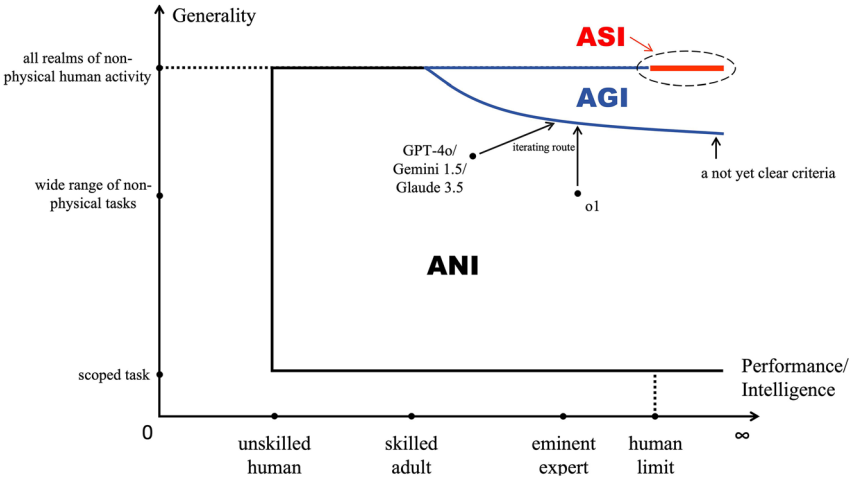 Generality
ASI
all realms of non-
physical human activity
AGI
GPT-4o/
Gemini 1.5/
Glaude 3.5
iterating route
a not yet clear criteria
wide range of non-
physical tasks
o1
ANI
scoped task
Performance/
Intelligence
0
unskilled
human
skilled
adult
eminent
expert
human
limit
∞